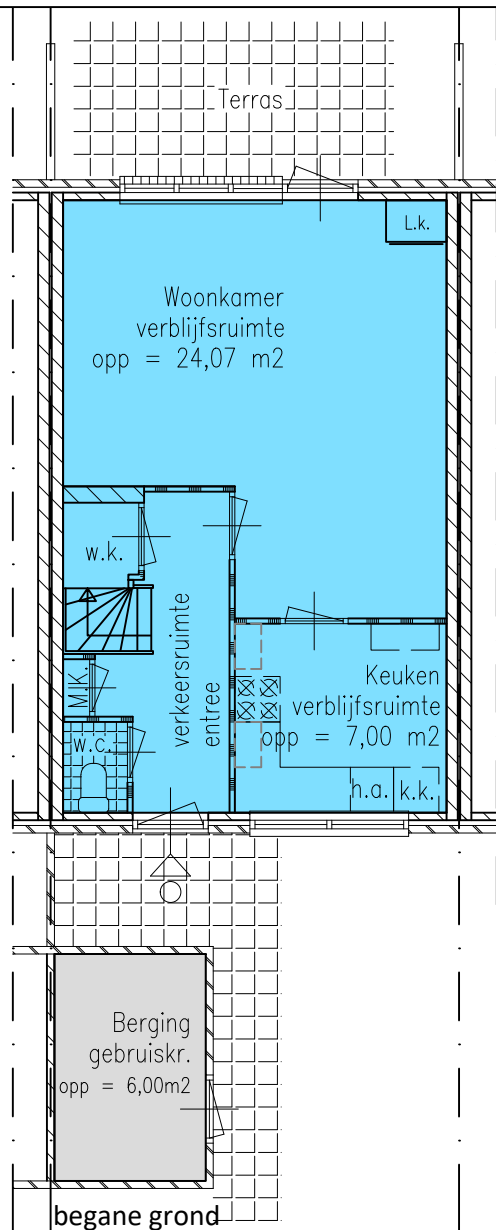 Terras
L.k.
Woonkamer
verblijfsruimte
opp = 24,07 m2
w.k.
verkeersruimte
entree
M.K.
Keuken
verblijfsruimte
opp = 7,00 m2
w.c.
h.a.
k.k.
Berging
gebruiskr.
opp = 6,00m2
begane grond